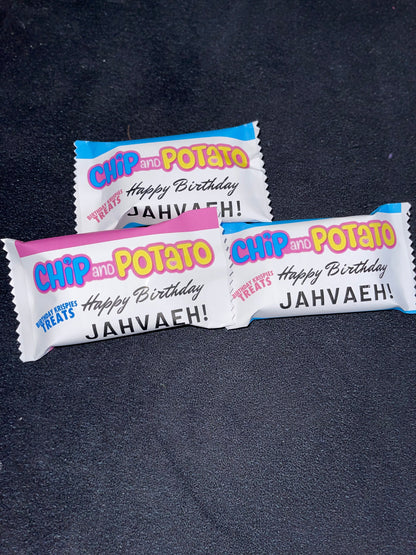 CHIP AND POTATO
Happy Birthday
BIRTHDAY KRISPIES
TREATS
JAHVAEH!
CHIP AND POTATO
Happy Birthday
BIRTHDAY KRISPIES
TREATS
JAHVAEH!
CHIP AND POTATO
Happy Birthday
BIRTHDAY KRISPIES
TREATS
JAHVAEH!